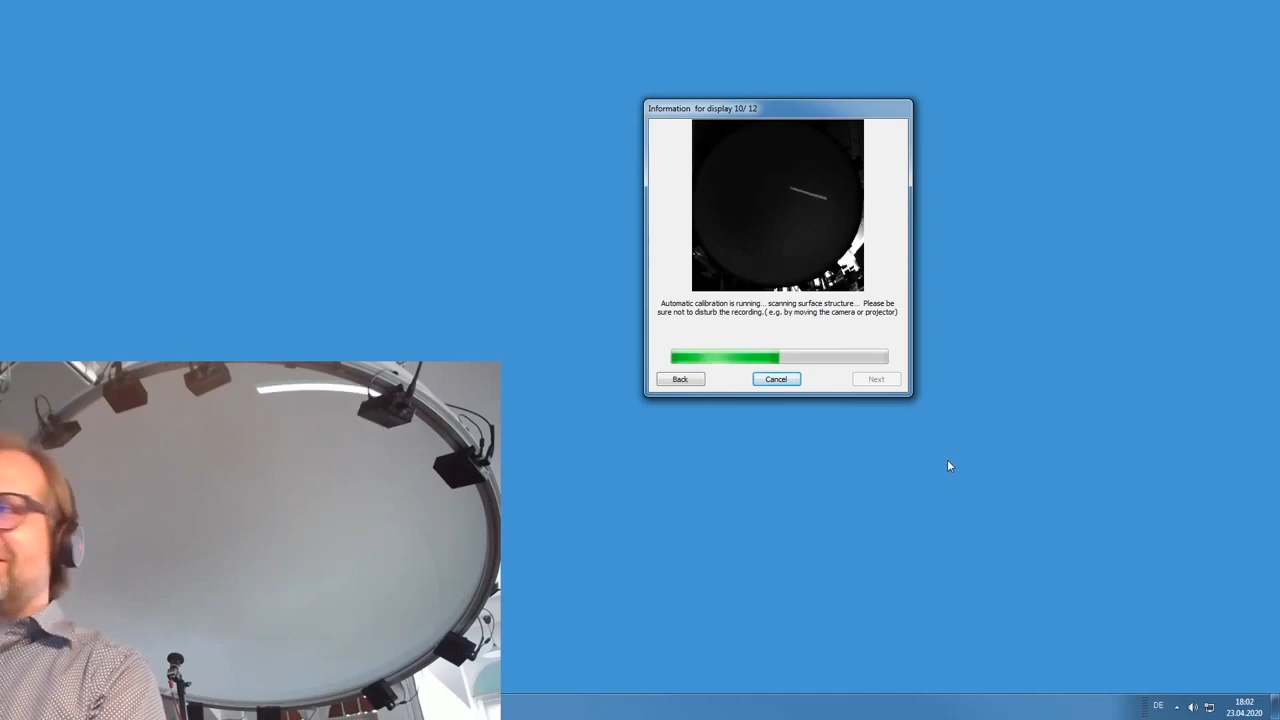 Information for display 10/ 12
Automatic calibration is running... scanning surface structure... Please be
sure not to disturb the recording.( e.g. by moving the camera or projector)
Back
Cancel
Next
DE
18:02
23.04.2020